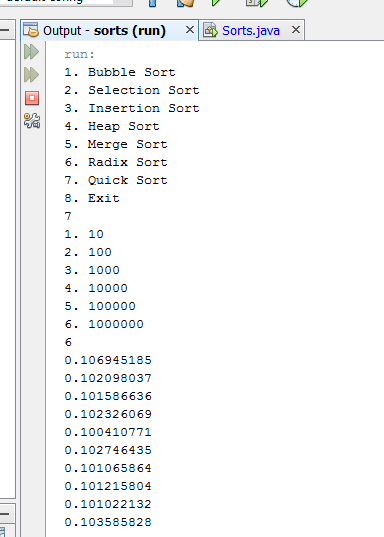 Output - sorts (run) Sorts.java
run:
1. Bubble Sort
2. Selection Sort
3. Insertion Sort
4. Heap Sort
5. Merge Sort
6. Radix Sort
7. Quick Sort
8. Exit
7
1. 10
2. 100
3. 1000
4. 10000
5. 100000
6. 1000000
6
0.106945185
0.102098037
0.101586636
0.102326069
0.100410771
0.102746435
0.101065864
0.101215804
0.101022132
0.103585828